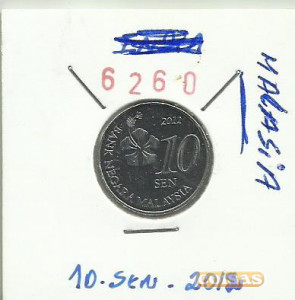 6260
MALASIA
2012
10
SEN
BANK NEGARA MALAYSIA
10.SEN.2012